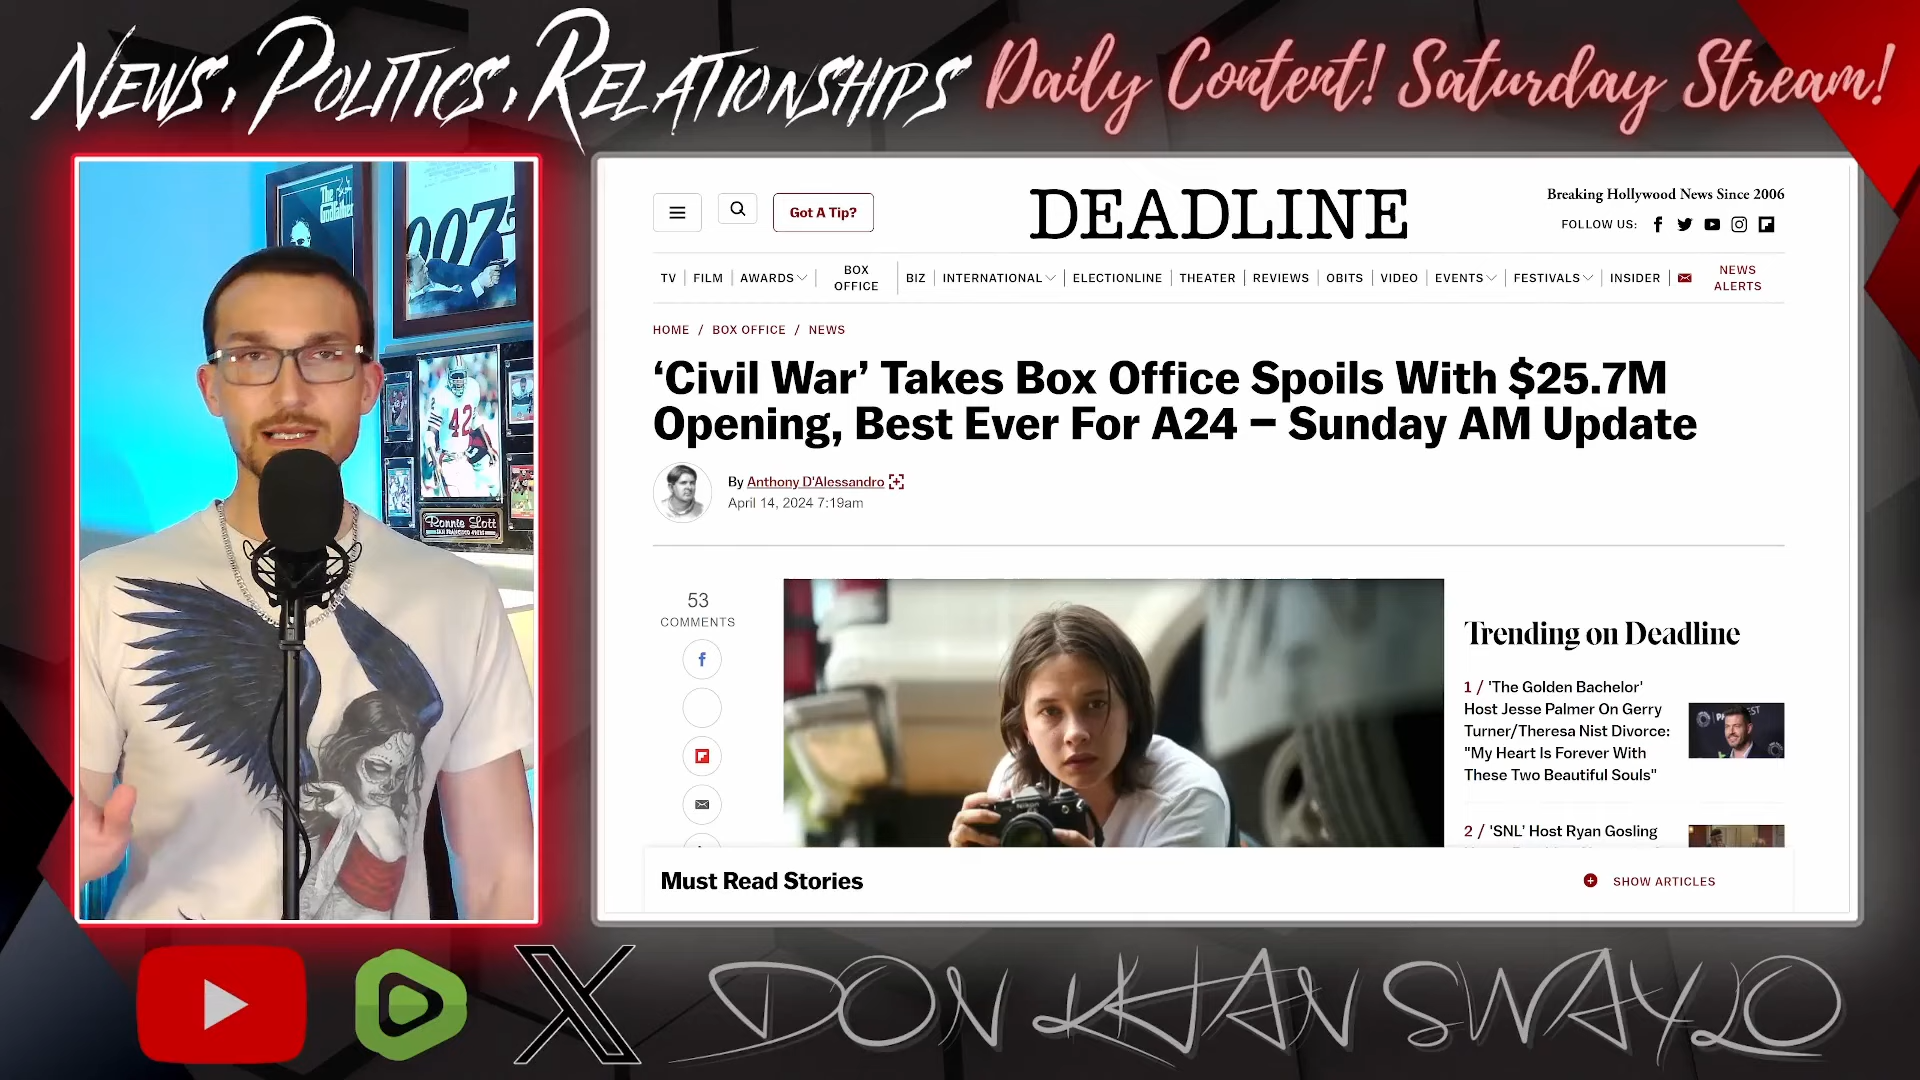 NEWS, POLITICS, RELATIONSHIPS
Daily Content! Saturday Stream!
The Godfather
007
42
Ronnie Lott
SAN FRANCISCO 49ERS
Got A Tip?
DEADLINE
Breaking Hollywood News Since 2006
FOLLOW US:
TV
FILM
AWARDS
BOX OFFICE
BIZ
INTERNATIONAL
ELECTIONLINE
THEATER
REVIEWS
OBITS
VIDEO
EVENTS
FESTIVALS
INSIDER
NEWS ALERTS
HOME / BOX OFFICE / NEWS
‘Civil War’ Takes Box Office Spoils With $25.7M
Opening, Best Ever For A24 – Sunday AM Update
By Anthony D'Alessandro
April 14, 2024 7:19am
53
COMMENTS
Trending on Deadline
1 / 'The Golden Bachelor'
Host Jesse Palmer On Gerry
Turner/Theresa Nist Divorce:
"My Heart Is Forever With
These Two Beautiful Souls"
2 / 'SNL' Host Ryan Gosling
Must Read Stories
SHOW ARTICLES
X
DON KHAN SWAYLO